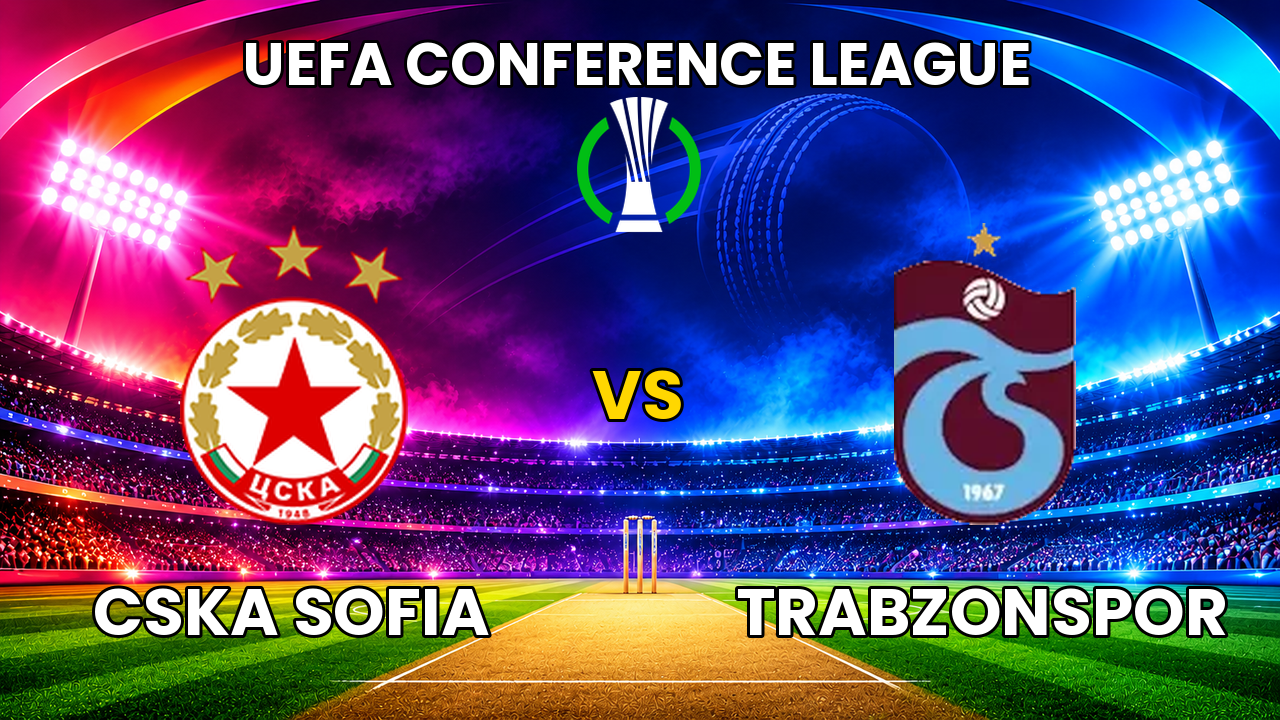 UEFA CONFERENCE LEAGUE
VS
ЦСКА
1948
1967
CSKA SOFIA
TRABZONSPOR